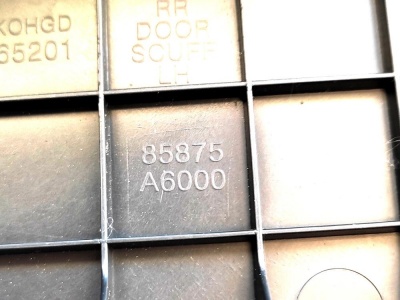 KOHGD
65201
RR
DOOR
SCUFF
LH
85875
A6000